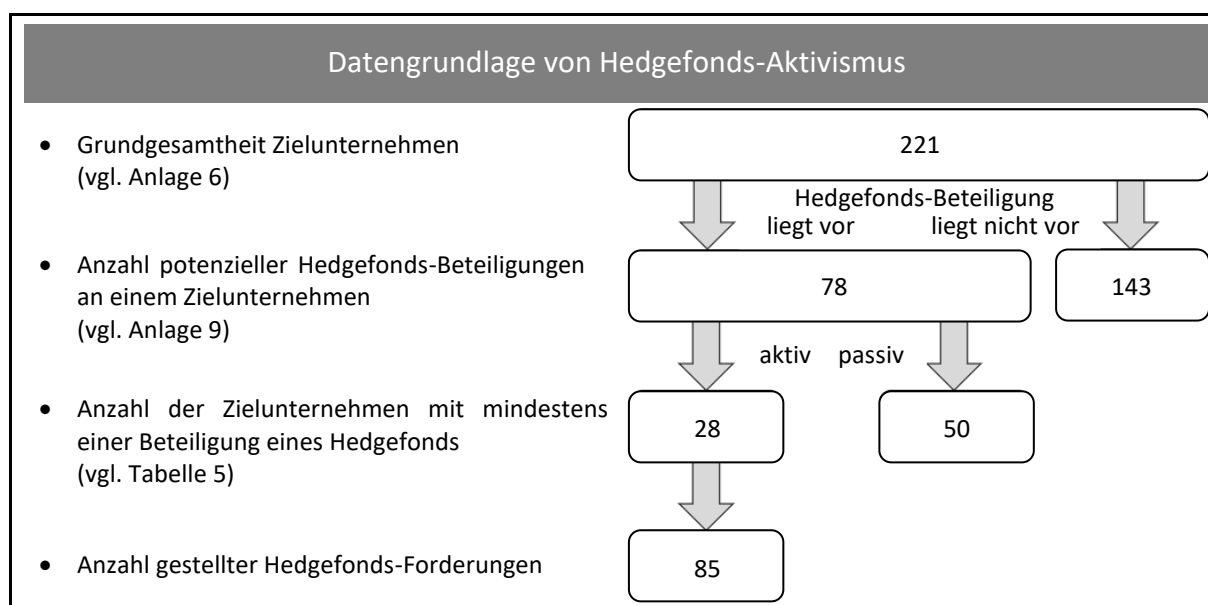 Datengrundlage von Hedgefonds-Aktivismus
• Grundgesamtheit Zielunternehmen
(vgl. Anlage 6)
221
Hedgefonds-Beteiligung
liegt vor liegt nicht vor
• Anzahl potenzieller Hedgefonds-Beteiligungen
an einem Zielunternehmen
(vgl. Anlage 9)
78 143
aktiv passiv
• Anzahl der Zielunternehmen mit mindestens
einer Beteiligung eines Hedgefonds
(vgl. Tabelle 5)
28 50
• Anzahl gestellter Hedgefonds-Forderungen
85